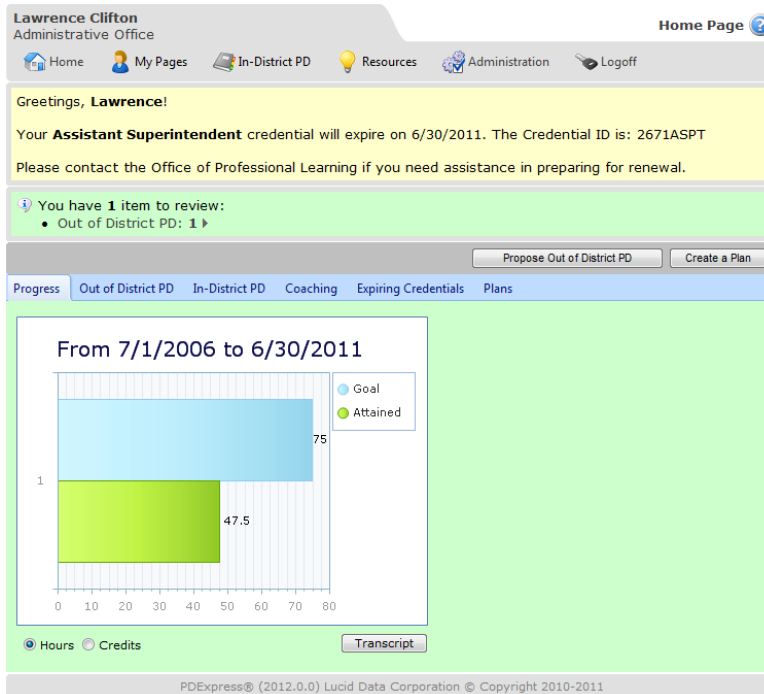 Lawrence Clifton
Administrative Office
Home Page ?
Home My Pages In-District PD Resources Administration Logoff
Greetings, Lawrence!
Your Assistant Superintendent credential will expire on 6/30/2011. The Credential ID is: 2671ASPT
Please contact the Office of Professional Learning if you need assistance in preparing for renewal.
You have 1 item to review:
• Out of District PD: 1
Propose Out of District PD Create a Plan
Progress Out of District PD In-District PD Coaching Expiring Credentials Plans
From 7/1/2006 to 6/30/2011
Goal
Attained
75
1
47.5
0 10 20 30 40 50 60 70 80
Hours Credits Transcript
PDExpress® (2012.0.0) Lucid Data Corporation © Copyright 2010-2011